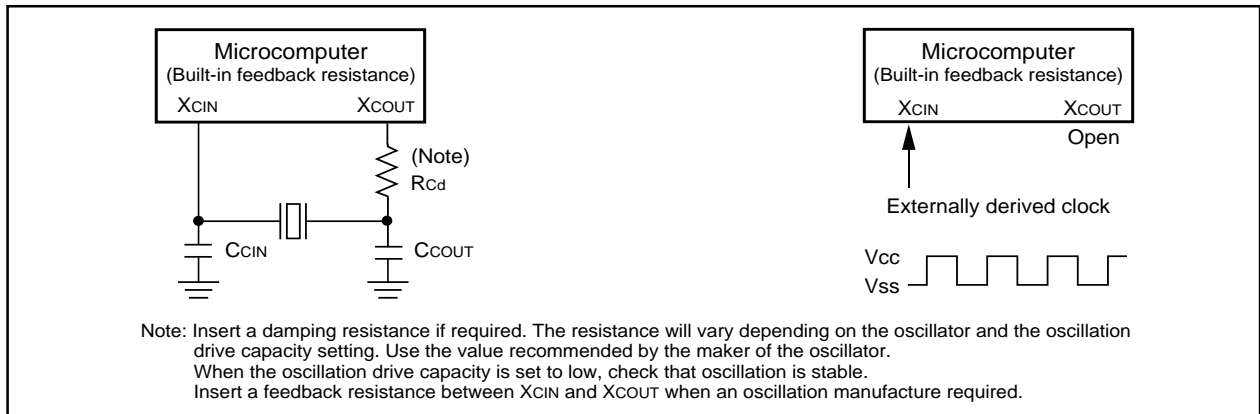 Microcomputer
(Built-in feedback resistance)
XCIN
XCOUT
(Note)
RCd
CCIN
CCOUT
Microcomputer
(Built-in feedback resistance)
XCIN
XCOUT
Open
Externally derived clock
Vcc
Vss
Note: Insert a damping resistance if required. The resistance will vary depending on the oscillator and the oscillation
drive capacity setting. Use the value recommended by the maker of the oscillator.
When the oscillation drive capacity is set to low, check that oscillation is stable.
Insert a feedback resistance between XCIN and XCOUT when an oscillation manufacture required.